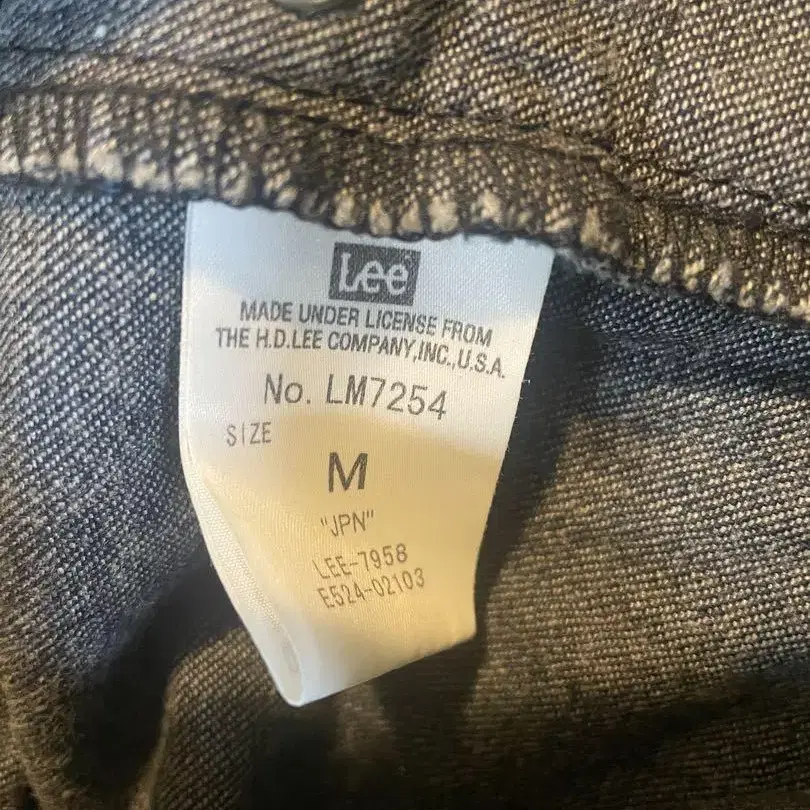 Lee
MADE UNDER LICENSE FROM
THE H.D.LEE COMPANY,INC.,U.S.A.
No. LM7254
SIZE
M
"JPN"
LEE-7958
E524-02103